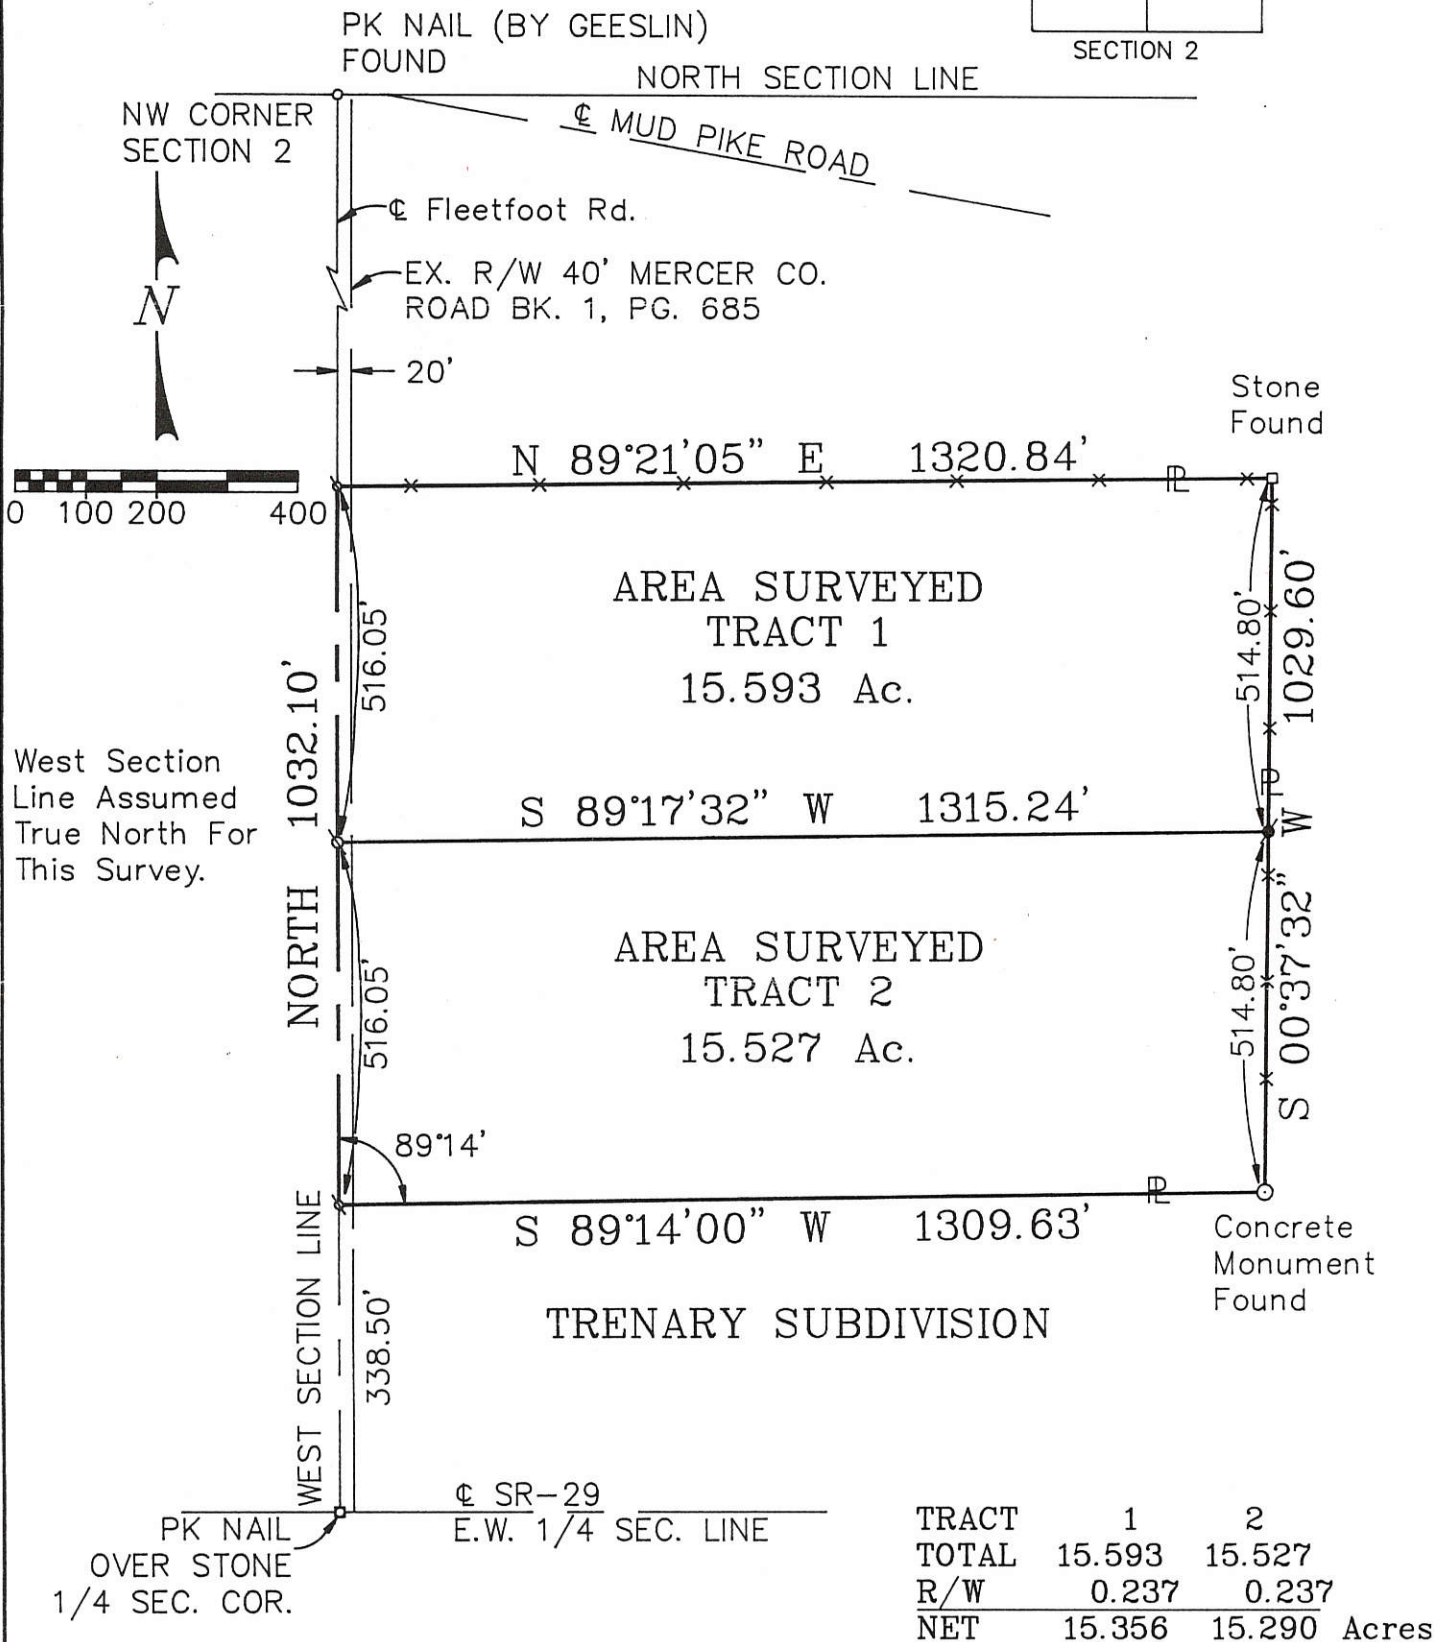 PK NAIL (BY GEESLIN)
FOUND
SECTION 2
NORTH SECTION LINE
NW CORNER
SECTION 2
℄ MUD PIKE ROAD
℄ Fleetfoot Rd.
EX. R/W 40' MERCER CO.
ROAD BK. 1, PG. 685
N
20'
Stone
Found
N 89°21'05" E 1320.84'
℄
0 100 200 400
AREA SURVEYED
TRACT 1
15.593 Ac.
516.05'
514.80'
S 00°37'32" W 1029.60'
NORTH 1032.10'
West Section
Line Assumed
True North For
This Survey.
S 89°17'32" W 1315.24'
℄
AREA SURVEYED
TRACT 2
15.527 Ac.
516.05'
514.80'
89°14'
℄
S 89°14'00" W 1309.63'
Concrete
Monument
Found
WEST SECTION LINE
338.50'
TRENARY SUBDIVISION
℄ SR-29
E.W. 1/4 SEC. LINE
PK NAIL
OVER STONE
1/4 SEC. COR.
TRACT 1 2
TOTAL 15.593 15.527
R/W 0.237 0.237
NET 15.356 15.290 Acres